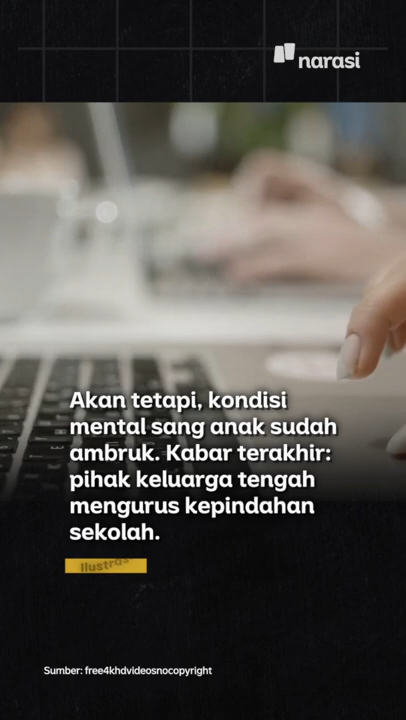 narasi
Akan tetapi, kondisi
mental sang anak sudah
ambruk. Kabar terakhir:
pihak keluarga tengah
mengurus kepindahan
sekolah.
Ilustras
Sumber: free4khdvideosnocopyright